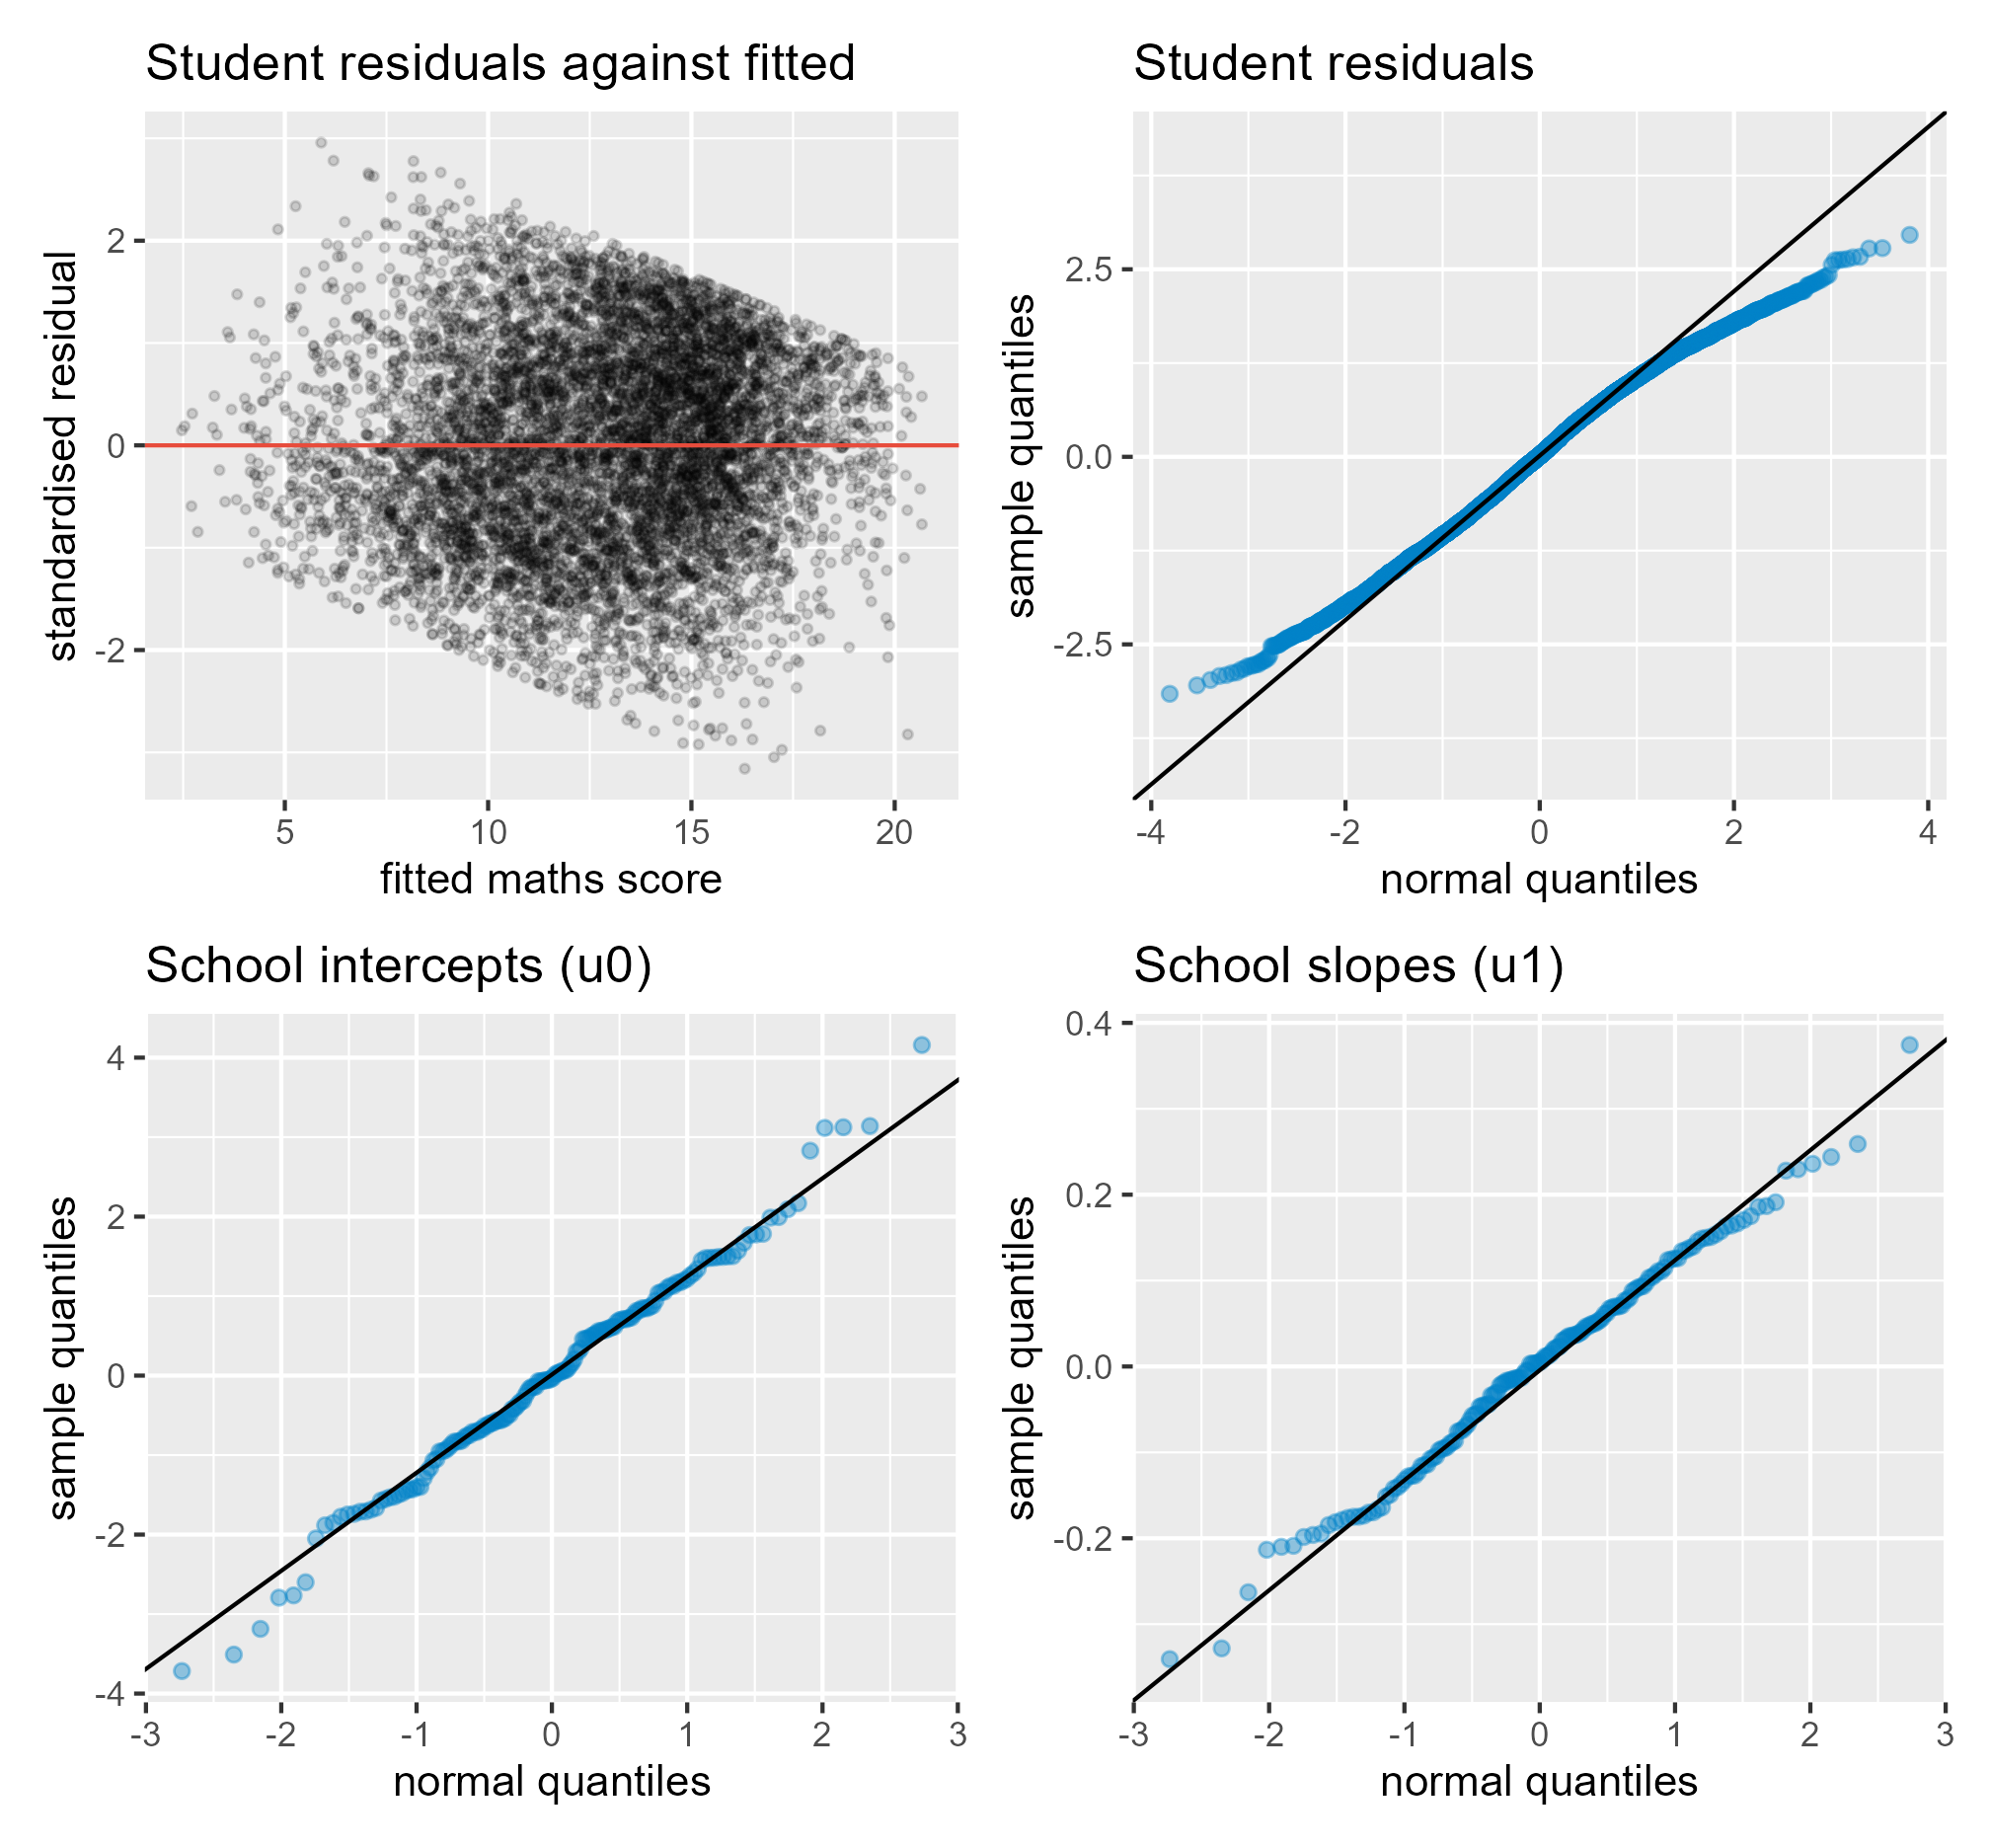 Student residuals against fitted
standardised residual
2
0
-2
5 10 15 20
fitted maths score
Student residuals
sample quantiles
2.5
0.0
-2.5
-4 -2 0 2 4
normal quantiles
School intercepts (u0)
sample quantiles
4
2
0
-2
-4
-3 -2 -1 0 1 2 3
normal quantiles
School slopes (u1)
sample quantiles
0.4
0.2
0.0
-0.2
-3 -2 -1 0 1 2 3
normal quantiles